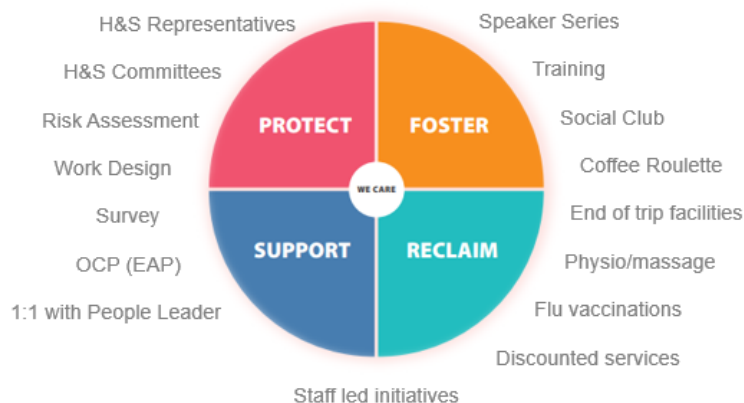 H&S Representatives
Speaker Series
H&S Committees
Training
Risk Assessment
PROTECT
FOSTER
Social Club
Work Design
Coffee Roulette
WE CARE
Survey
End of trip facilities
SUPPORT
RECLAIM
OCP (EAP)
Physio/massage
1:1 with People Leader
Flu vaccinations
Discounted services
Staff led initiatives